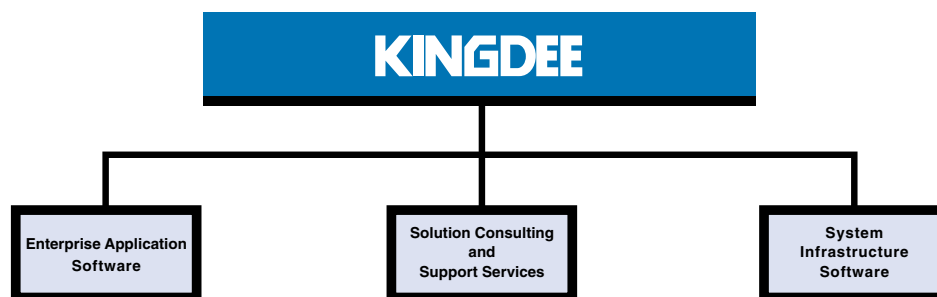 KINGDEE
Enterprise Application
Software
Solution Consulting
and
Support Services
System
Infrastructure
Software